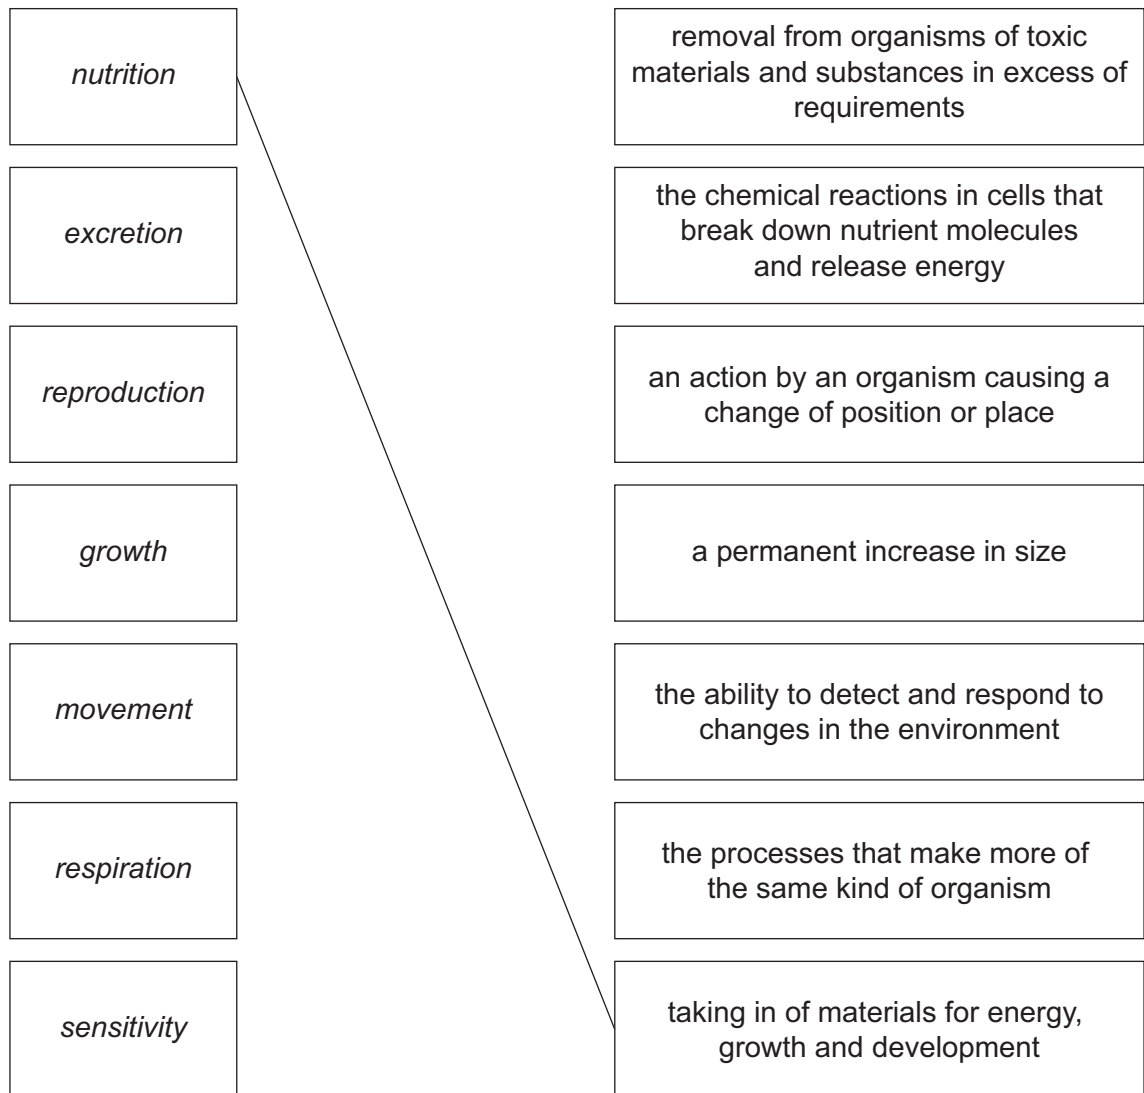 nutrition
removal from organisms of toxic
materials and substances in excess of
requirements
excretion
the chemical reactions in cells that
break down nutrient molecules
and release energy
reproduction
an action by an organism causing a
change of position or place
growth
a permanent increase in size
movement
the ability to detect and respond to
changes in the environment
respiration
the processes that make more of
the same kind of organism
sensitivity
taking in of materials for energy,
growth and development